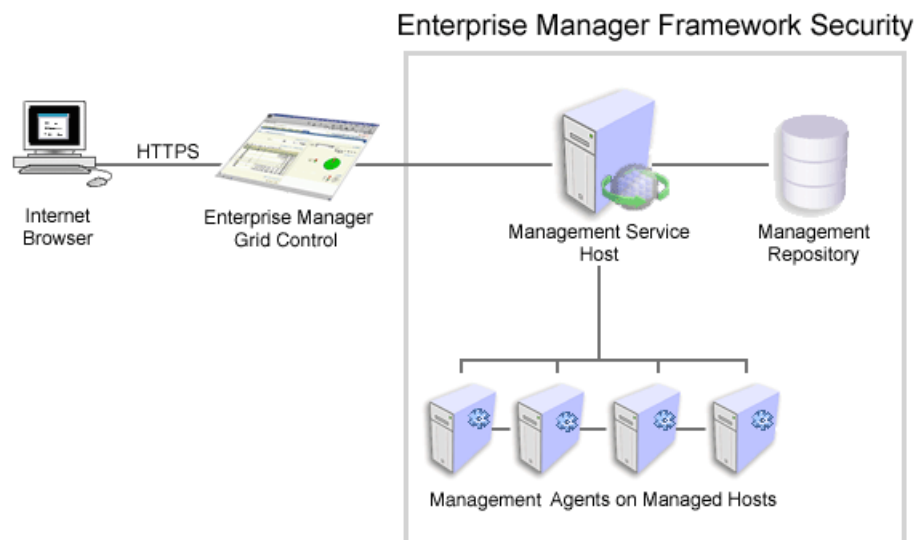 Enterprise Manager Framework Security
HTTPS
Internet
Browser
Enterprise Manager
Grid Control
Management Service
Host
Management
Repository
Management Agents on Managed Hosts